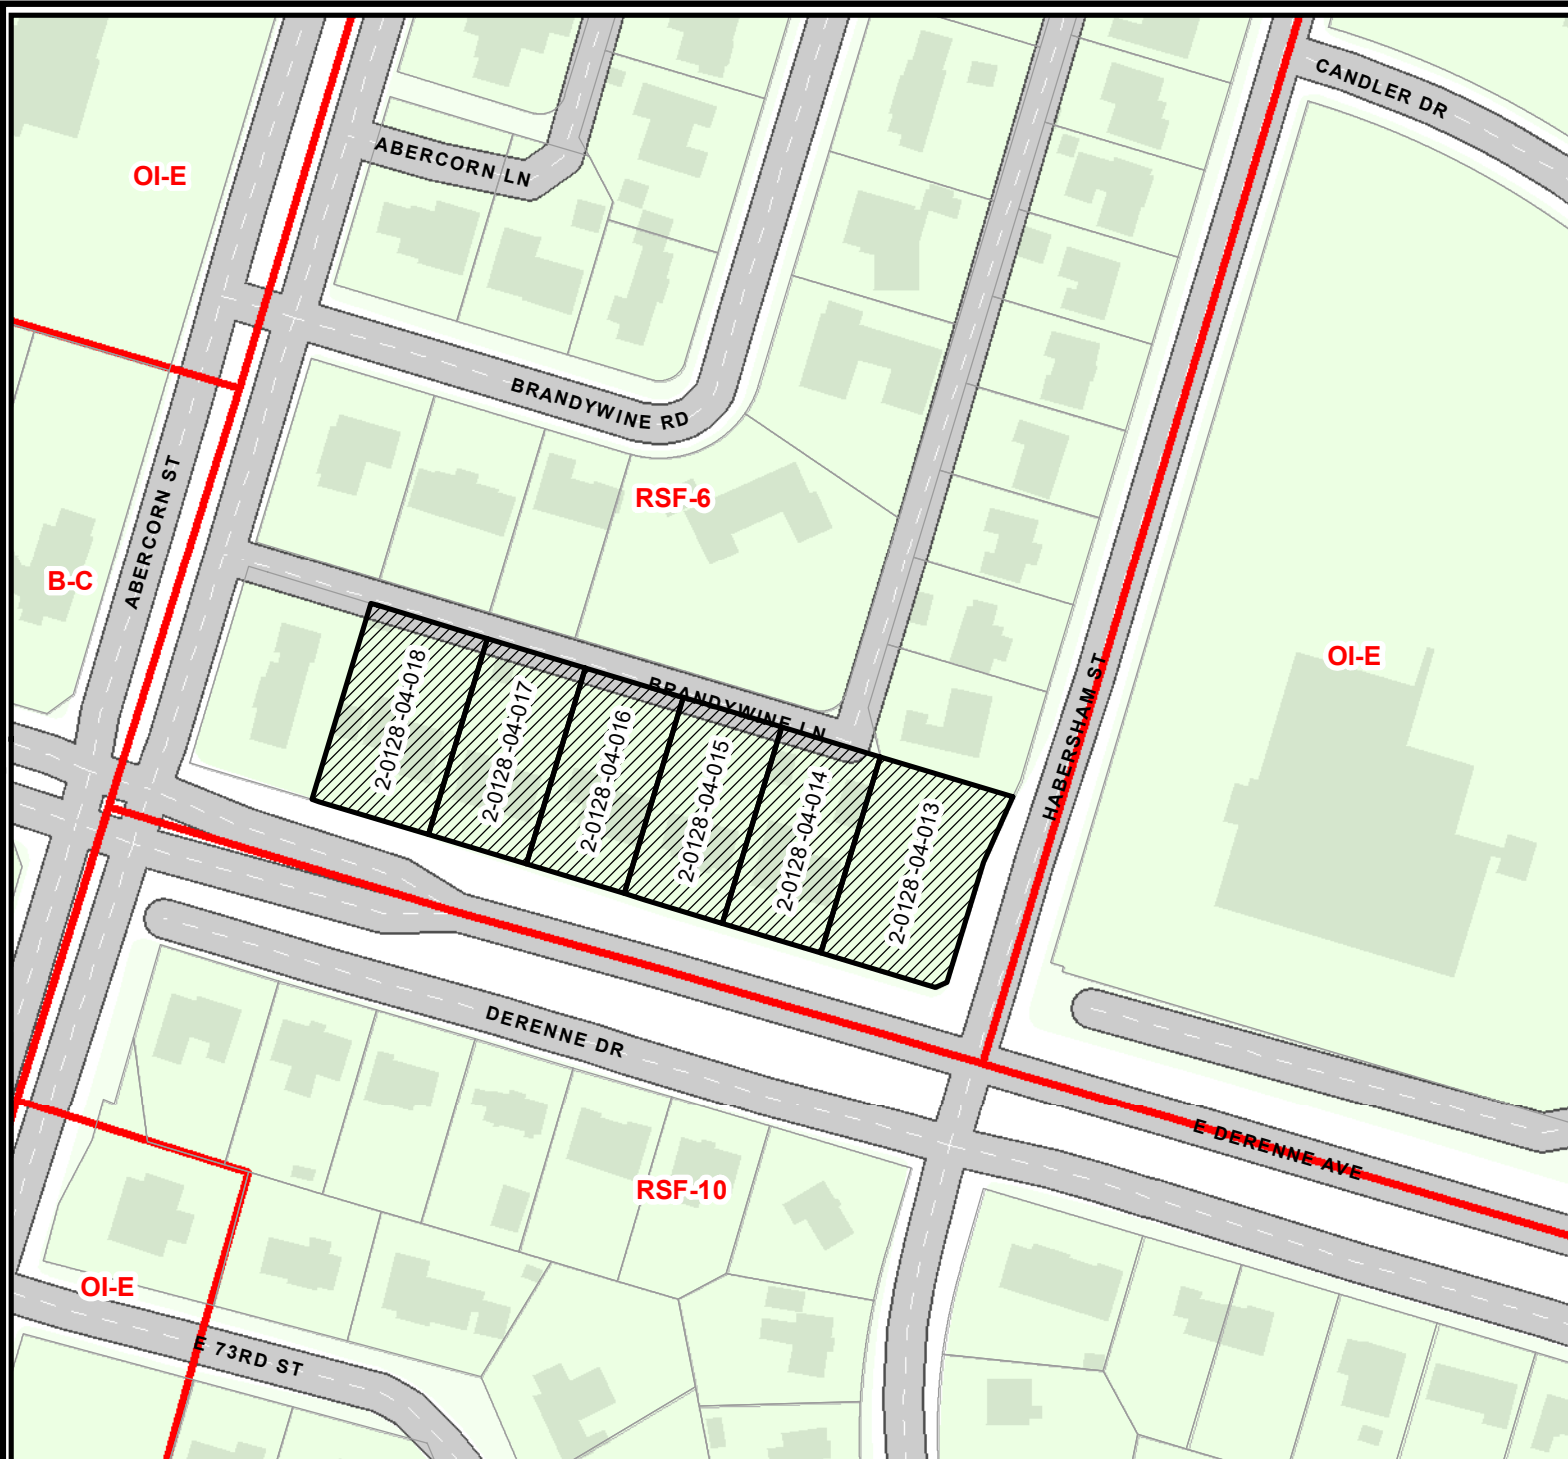 CANDLER DR
ABERCORN LN
OI-E
BRANDYWINE RD
RSF-6
ABERCORN ST
B-C
OI-E
HABERSHAM ST
BRANDYWINE LN
2-0128-04-018
2-0128-04-017
2-0128-04-016
2-0128-04-015
2-0128-04-014
2-0128-04-013
DERENNE DR
E DERENNE AVE
RSF-10
OI-E
E 73RD ST